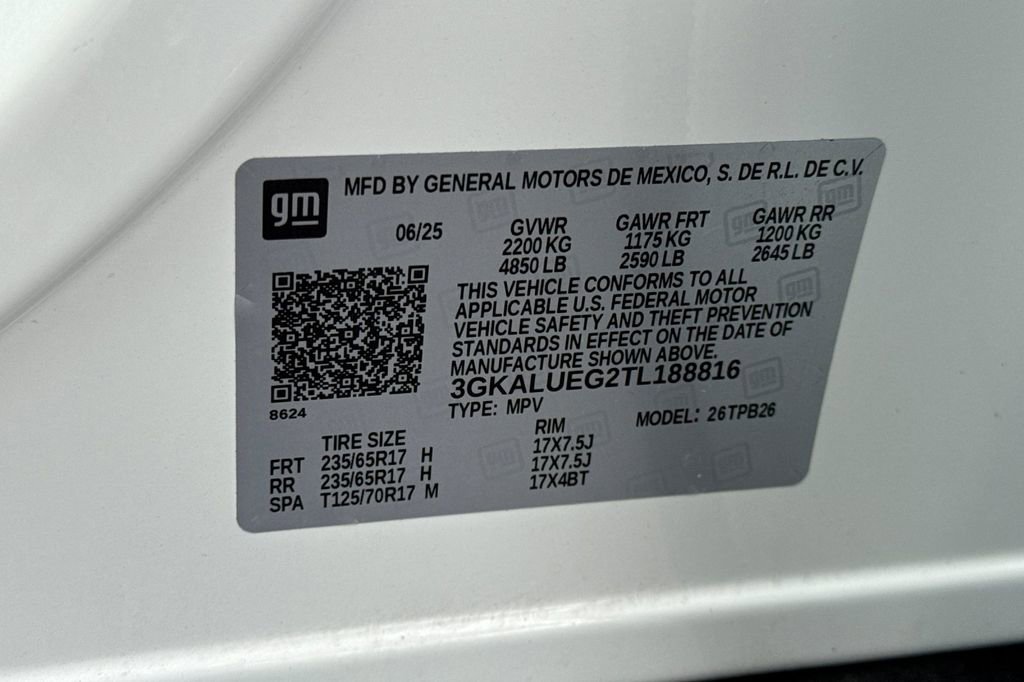 gm
MFD BY GENERAL MOTORS DE MEXICO, S. DE R.L. DE C.V.
06/25 GVWR GAWR FRT GAWR RR
2200 KG 1175 KG 1200 KG
4850 LB 2590 LB 2645 LB
THIS VEHICLE CONFORMS TO ALL
APPLICABLE U.S. FEDERAL MOTOR
VEHICLE SAFETY AND THEFT PREVENTION
STANDARDS IN EFFECT ON THE DATE OF
MANUFACTURE SHOWN ABOVE.
3GKALUEG2TL188816
8624
TYPE: MPV MODEL: 26TPB26
TIRE SIZE RIM
FRT 235/65R17 H 17X7.5J
RR 235/65R17 H 17X7.5J
SPA T125/70R17 M 17X4BT